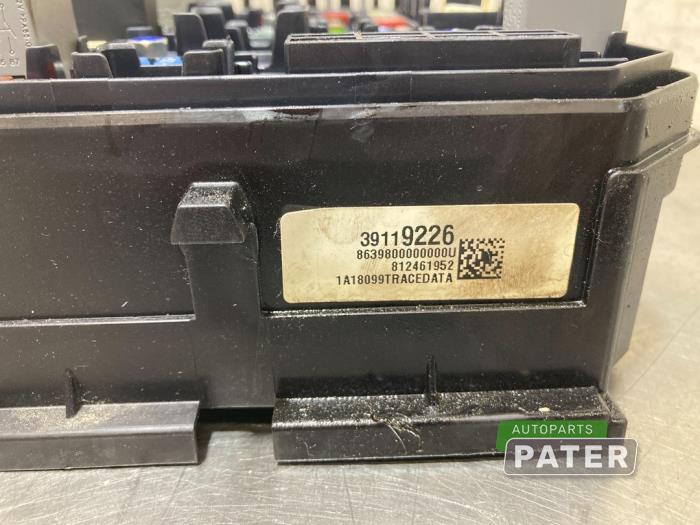 39119226
8639800000000U
812461952
1A18099TRACEDATA
AUTOPARTS
PATER